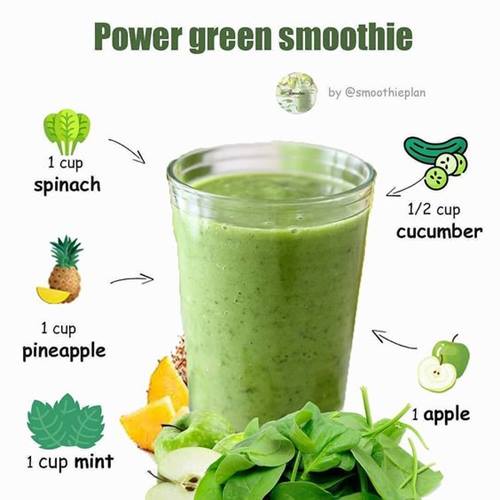 Power green smoothie
by @smoothieplan
1 cup
spinach
1/2 cup
cucumber
1 cup
pineapple
1 apple
1 cup mint